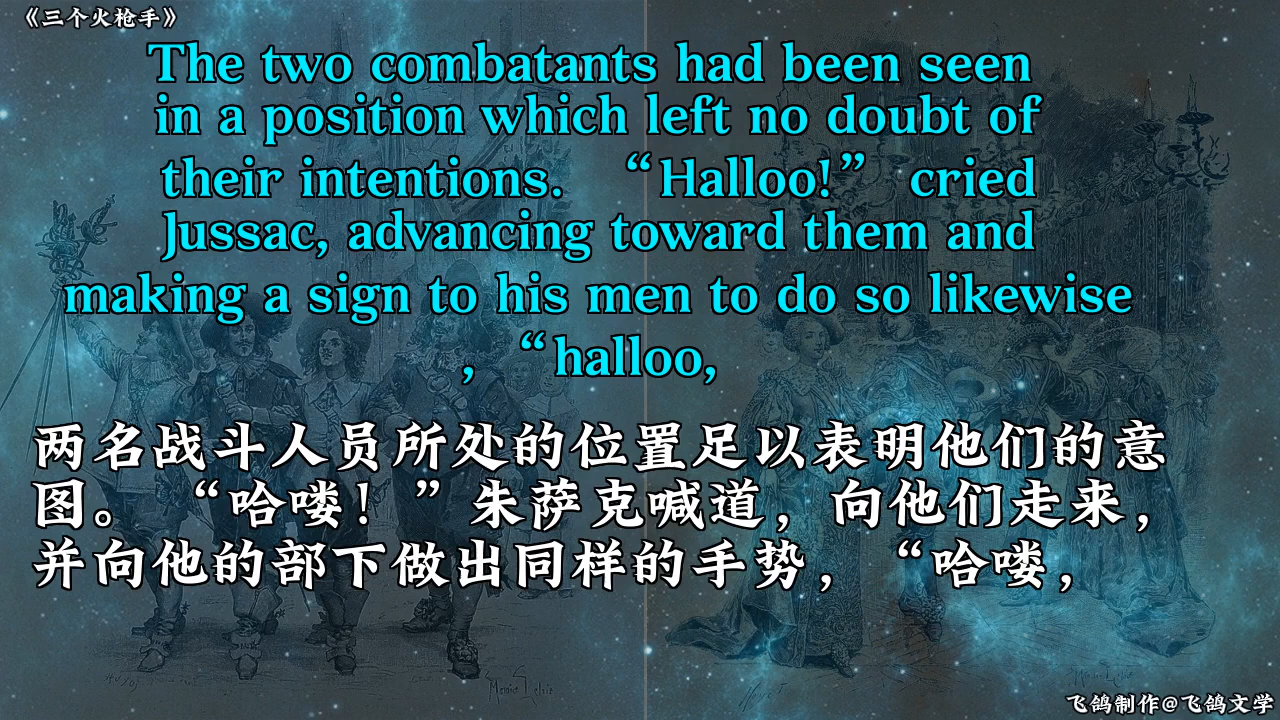 《三个火枪手》
The two combatants had been seen
in a position which left no doubt of
their intentions. “Halloo!” cried
Jussac, advancing toward them and
making a sign to his men to do so likewise
, “halloo,
两名战斗人员所处的位置足以表明他们的意
图。 “哈喽！”朱萨克喊道，向他们走来，
并向他的部下做出同样的手势，“哈喽，
飞鸽制作@飞鸽文学